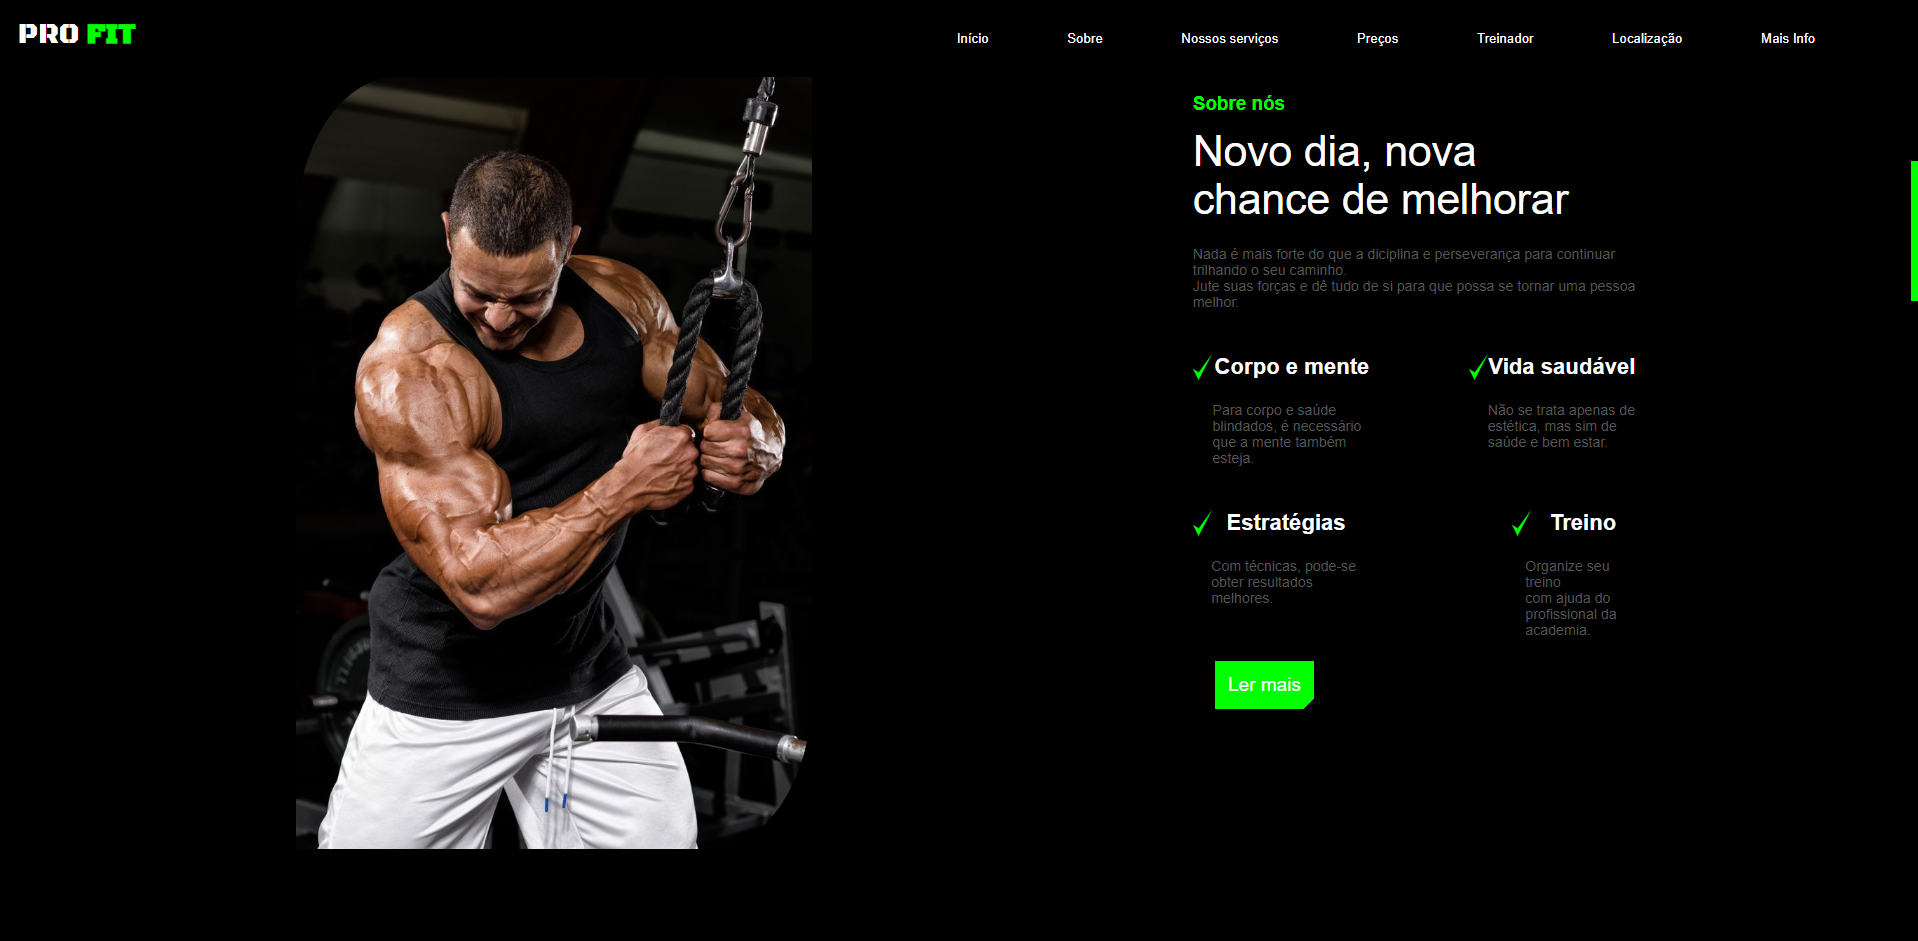 PRO FIT
Início Sobre Nossos serviços Preços Treinador Localização Mais Info
Sobre nós
Novo dia, nova
chance de melhorar
Nada é mais forte do que a diciplina e perseverança para continuar
trilhando o seu caminho.
Jute suas forças e dê tudo de si para que possa se tornar uma pessoa
melhor.
Corpo e mente
Para corpo e saúde
blindados, é necessário
que a mente também
esteja.
Vida saudável
Não se trata apenas de
estética, mas sim de
saúde e bem estar.
Estratégias
Com técnicas, pode-se
obter resultados
melhores.
Treino
Organize seu
treino
com ajuda do
profissional da
academia.
Ler mais